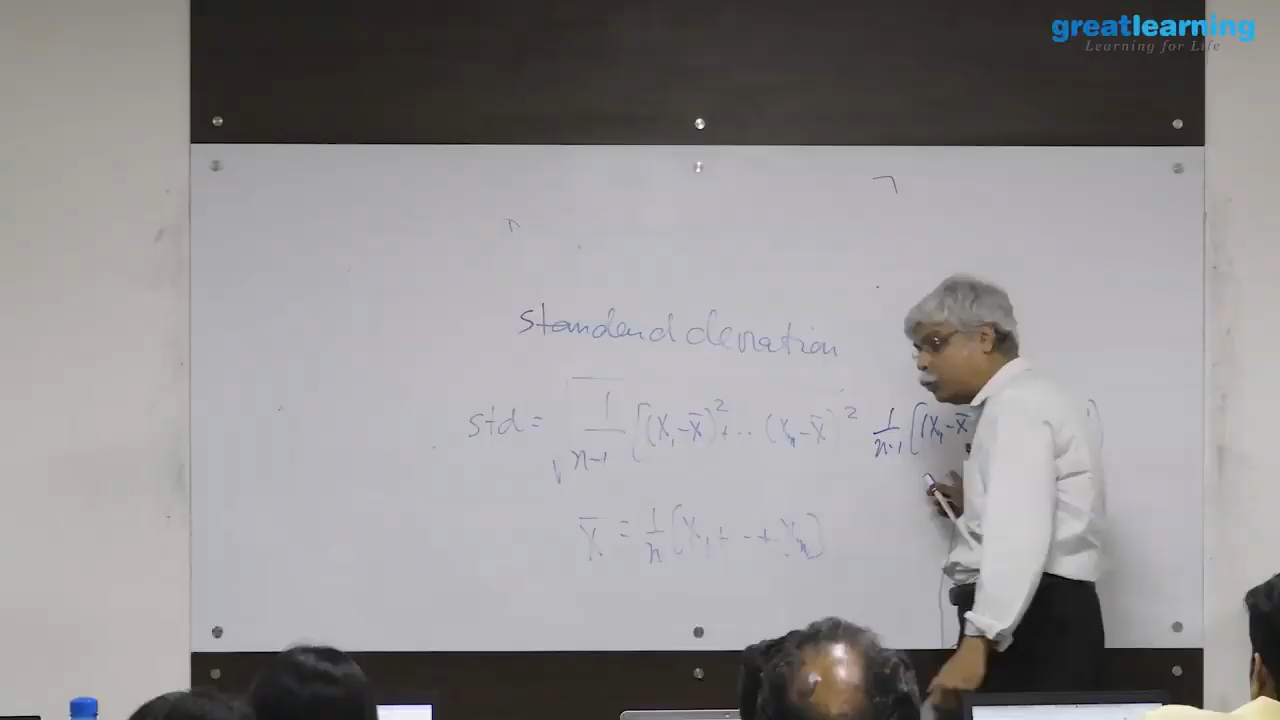 greatlearning
Learning for Life
standard deviation
std = √ 1/(n-1) [(X₁-X̄)²+ .. (Xₙ-X̄)² 1/(n-1) [(X₁-X̄
X̄ = 1/n [X₁+ -- + Xₙ]